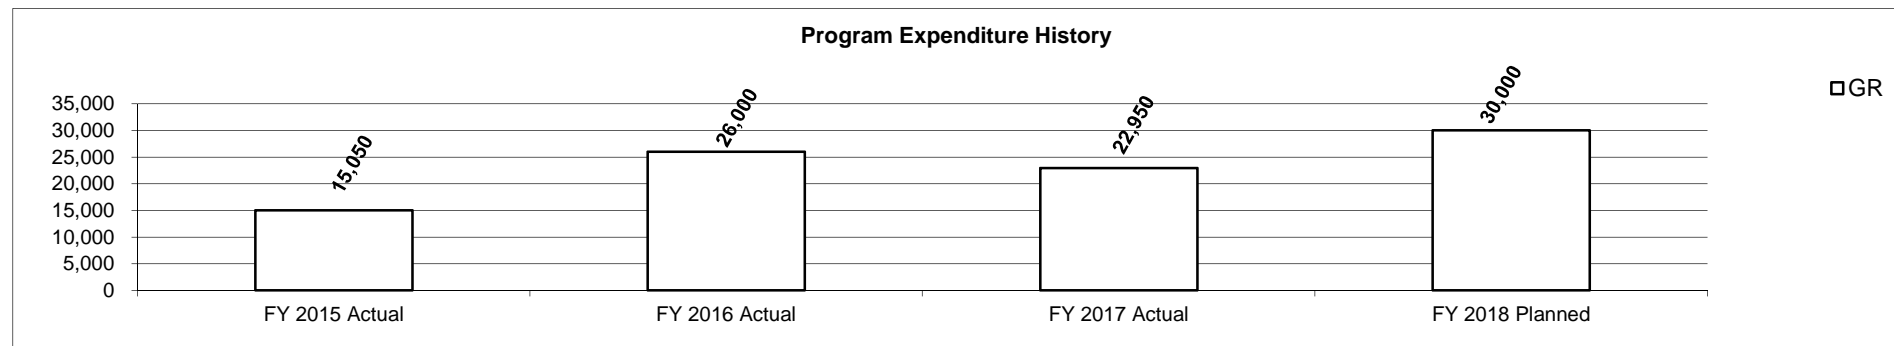 Program Expenditure History
GR
35,000
30,000
25,000
20,000
15,000
10,000
5,000
0
15,050
26,000
22,950
30,000
FY 2015 Actual
FY 2016 Actual
FY 2017 Actual
FY 2018 Planned